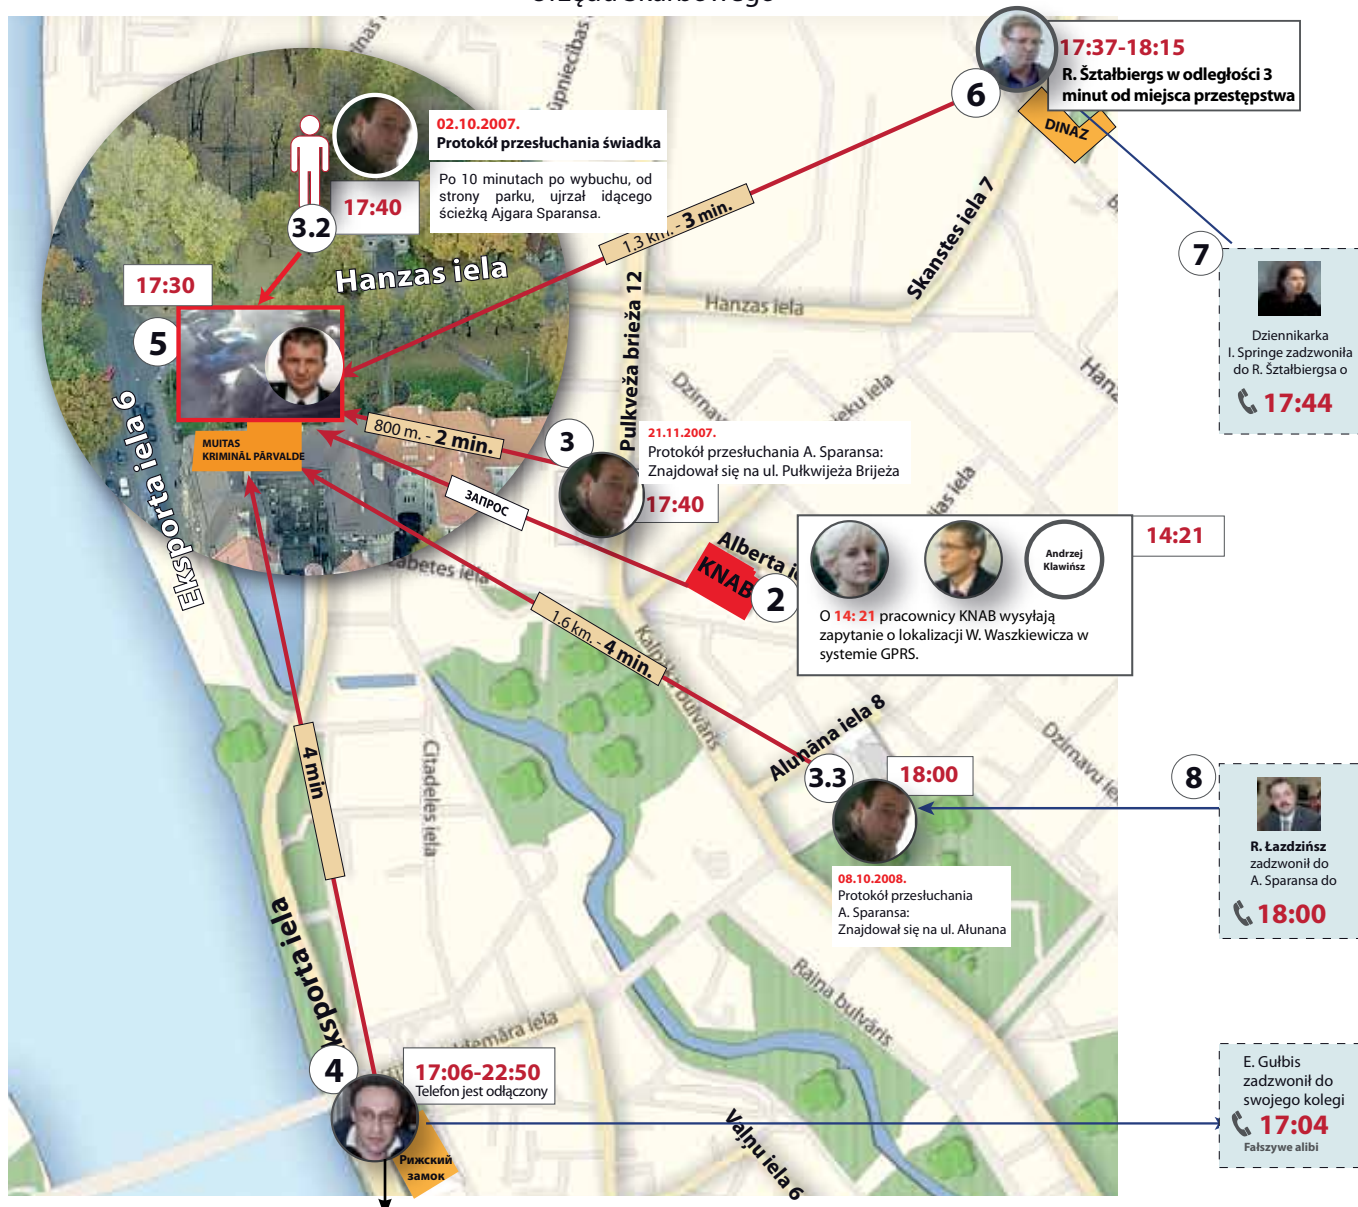 Urzędu Skarbowego
17:37-18:15
R.Ształbiergs w odległości 3
minut od miejsca przestępstwa
6
DINAZ
02.10.2007.
Protokół przesłuchania świadka
Po 10 minutach po wybuchu, od
strony parku, ujrzał idącego
ścieżką Ajgara Sparansa.
17:40
3.2
1.3 km. - 3 min.
Skanstes iela 7
7
Dziennikarka
I. Springe zadzwoniła
do R.Ształbiergsa o
17:44
17:30
Hanzas iela
Hanzas iela
5
Pulkveža brieža 12
Eksporta iela 6
MUITAS
KRIMINĀL PĀRVALDE
800 m. - 2 min.
3
21.11.2007.
Protokół przesłuchania A. Sparansa:
Znajdował się na ul. Pułkwijeża Brijeża
17:40
ЗАПРОС
KNAB
2
14:21
Andrzej
Klawińsz
O 14: 21 pracownicy KNAB wysyłają
zapytanie o lokalizacji W. Waszkiewicza w
systemie GPRS.
1.6 km. - 4 min.
Kalpaka bulvāris
Alunāna iela 8
3.3
18:00
08.10.2008.
Protokół przesłuchania
A. Sparansa:
Znajdował się na ul. Ałunana
8
R. Łazdzińsz
zadzwonił do
A. Sparansa do
18:00
4 min
Citadeles iela
Raiņa bulvāris
4
17:06-22:50
Telefon jest odłączony
Рижский
замок
Vaļņu iela 6
E. Gułbis
zadzwonił do
swojego kolegi
17:04
Fałszywe alibi